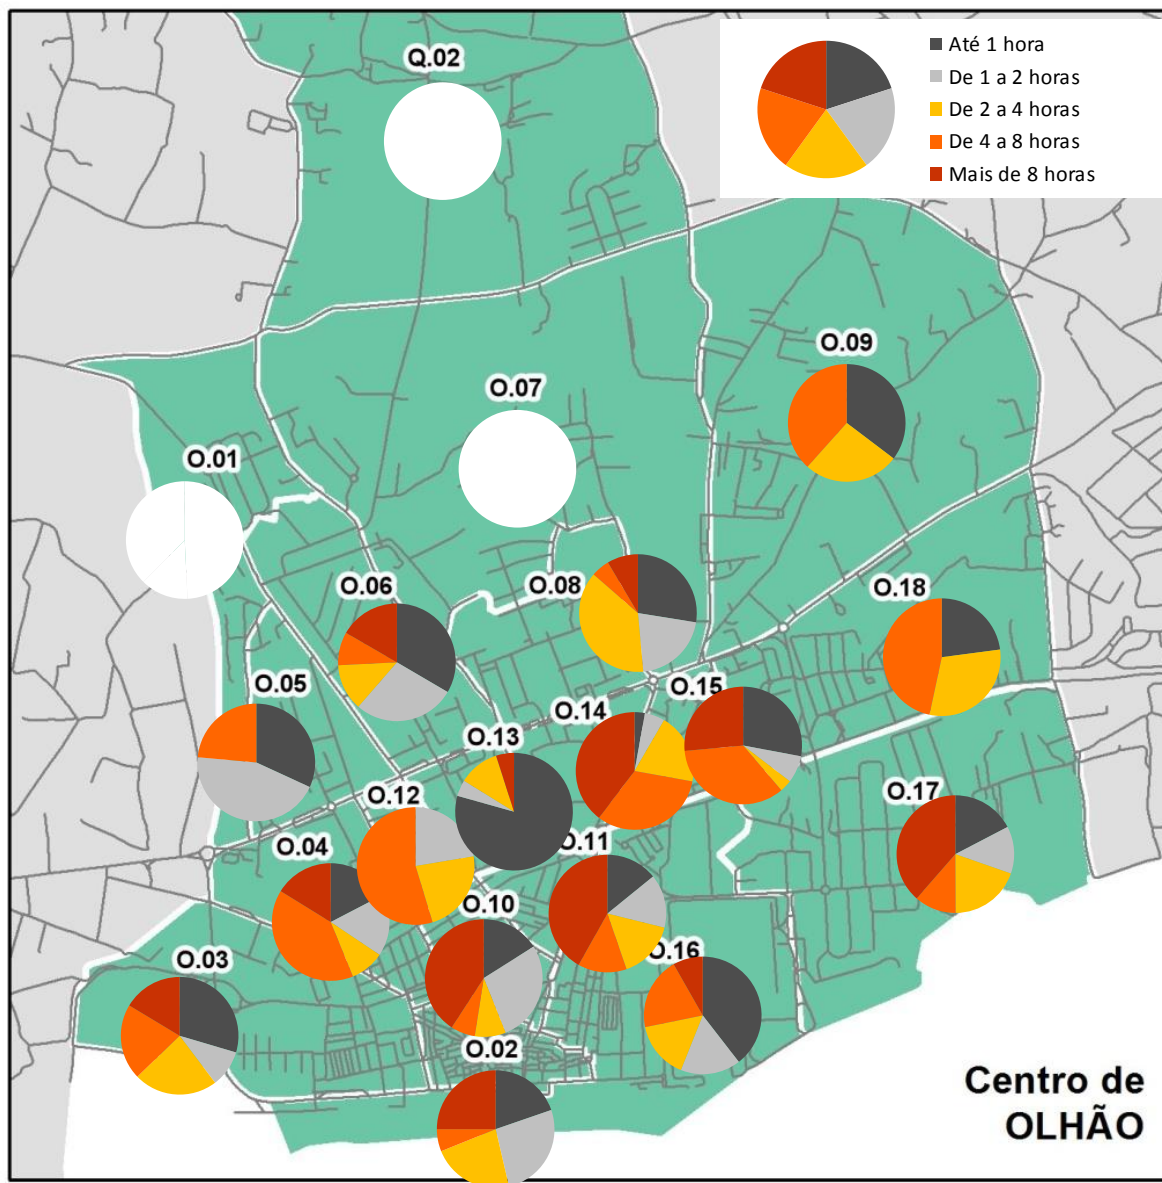 Q.02
Até 1 hora
De 1 a 2 horas
De 2 a 4 horas
De 4 a 8 horas
Mais de 8 horas
O.09
O.07
O.01
O.06
O.08
O.18
O.05
O.15
O.14
O.13
O.12
O.17
O.11
O.04
O.10
O.16
O.03
O.02
Centro de
OLHÃO